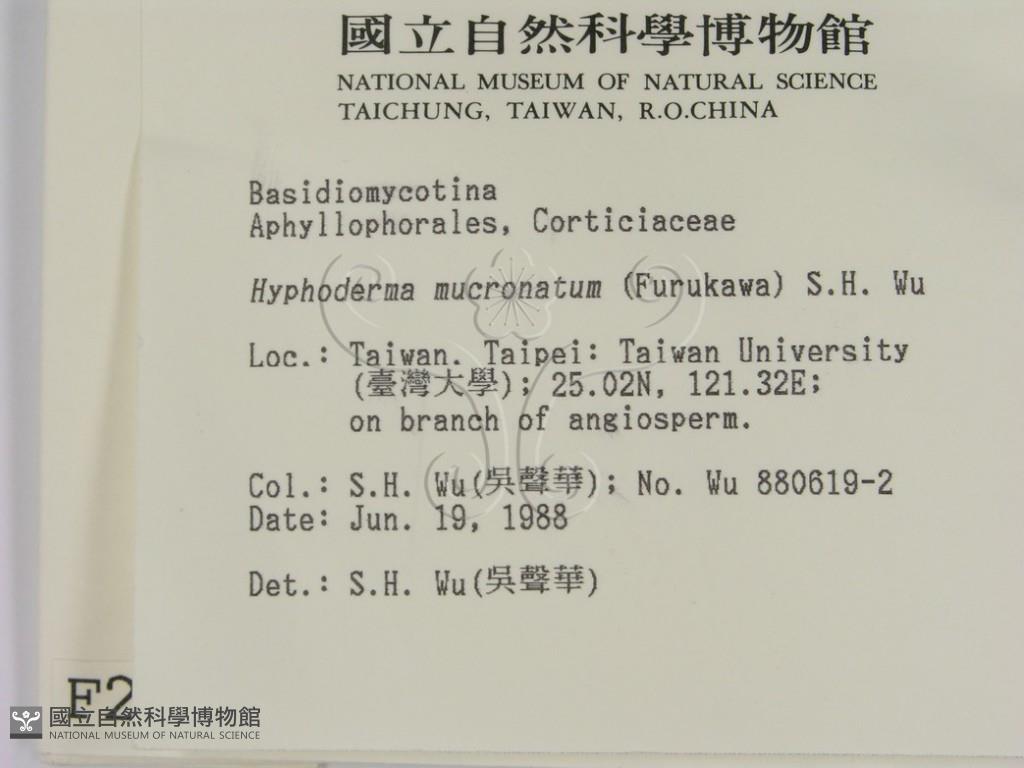 國立自然科學博物館
NATIONAL MUSEUM OF NATURAL SCIENCE
TAICHUNG, TAIWAN, R.O.CHINA
Basidiomycotina
Aphyllophorales, Corticiaceae
Hyphoderma mucronatum (Furukawa) S.H. Wu
Loc.: Taiwan. Taipei: Taiwan University
(臺灣大學); 25.02N, 121.32E;
on branch of angiosperm.
Col.: S.H. Wu(吳聲華); No. Wu 880619-2
Date: Jun. 19, 1988
Det.: S.H. Wu(吳聲華)
F2
國立自然科學博物館
NATIONAL MUSEUM OF NATURAL SCIENCE